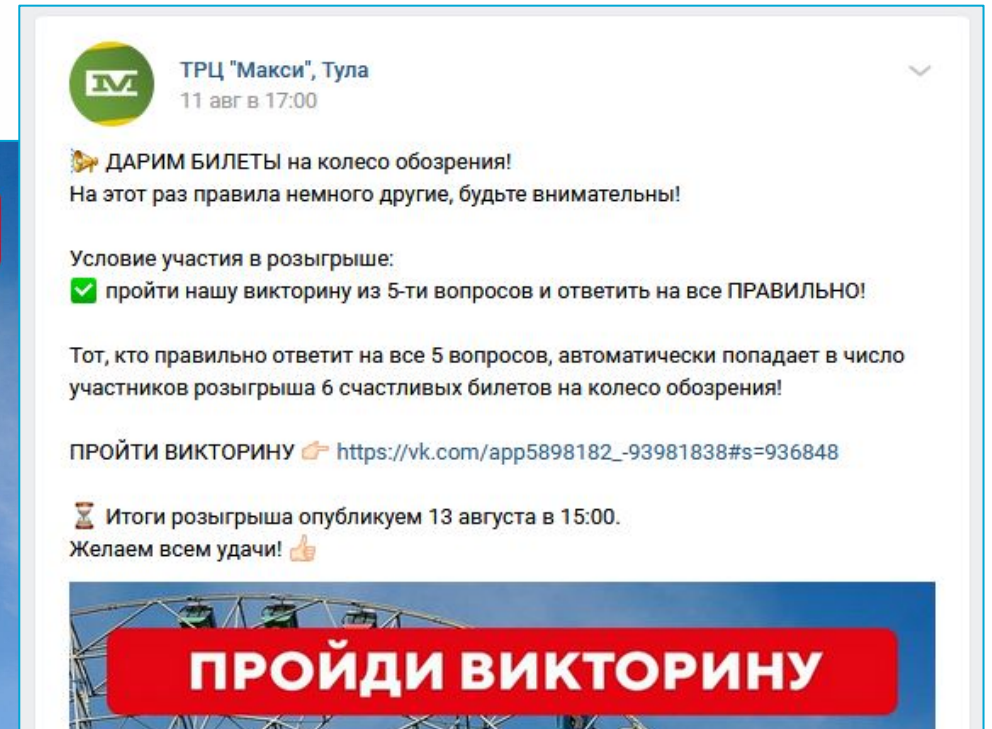 ТРЦ "Макси", Тула
11 авг в 17:00
📣 ДАРИМ БИЛЕТЫ на колесо обозрения!
На этот раз правила немного другие, будьте внимательны!
Условие участия в розыгрыше:
✅ пройти нашу викторину из 5-ти вопросов и ответить на все ПРАВИЛЬНО!
Тот, кто правильно ответит на все 5 вопросов, автоматически попадает в число
участников розыгрыша 6 счастливых билетов на колесо обозрения!
ПРОЙТИ ВИКТОРИНУ 👉🏻 https://vk.com/app5898182_-93981838#s=936848
⏳ Итоги розыгрыша опубликуем 13 августа в 15:00.
Желаем всем удачи! 👍🏻
ПРОЙДИ ВИКТОРИНУ